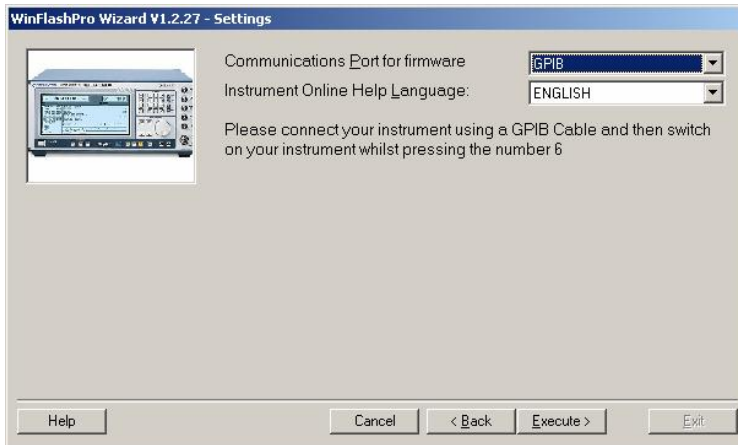 WinFlashPro Wizard V1.2.27 - Settings
Communications Port for firmware
GPIB
Instrument Online Help Language:
ENGLISH
Please connect your instrument using a GPIB Cable and then switch
on your instrument whilst pressing the number 6
Help
Cancel
< Back
Execute >
Exit